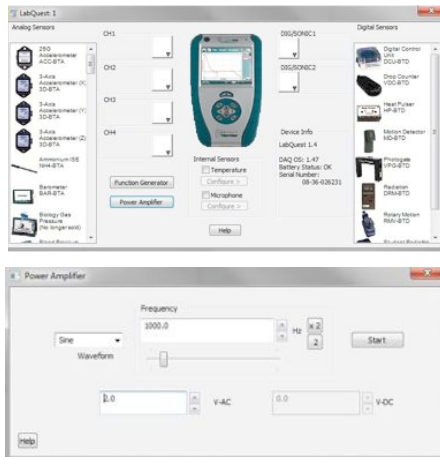 LabQuest: 1
Analog Sensors
25G
Accelerometer
ACC-BTA
3-Axis
Accelerometer (X)
3D-BTA
3-Axis
Accelerometer (Y)
3D-BTA
3-Axis
Accelerometer (Z)
3D-BTA
Ammonium ISE
NH4-BTA
Barometer
BAR-BTA
Biology Gas
Pressure
(No longer sold)
CH1
CH2
CH3
CH4
Function Generator
Power Amplifier
Internal Sensors
Temperature
Configure >
Microphone
Configure >
Help
DIG/SONIC1
DIG/SONIC2
Device Info
LabQuest 1.4
DAQ OS: 1.47
Battery Status: OK
Serial Number:
08-36-026231
Digital Sensors
Digital Control
Unit
DCU-BTD
Drop Counter
VDC-BTD
Heat Pulser
HP-BTD
Motion Detector
MD-BTD
Photogate
VPG-BTD
Radiation
DRM-BTD
Rotary Motion
RMV-BTD
Power Amplifier
Frequency
1000.0
Hz
x 2
2
Start
Sine
Waveform
2.0
V-AC
0.0
V-DC
Help